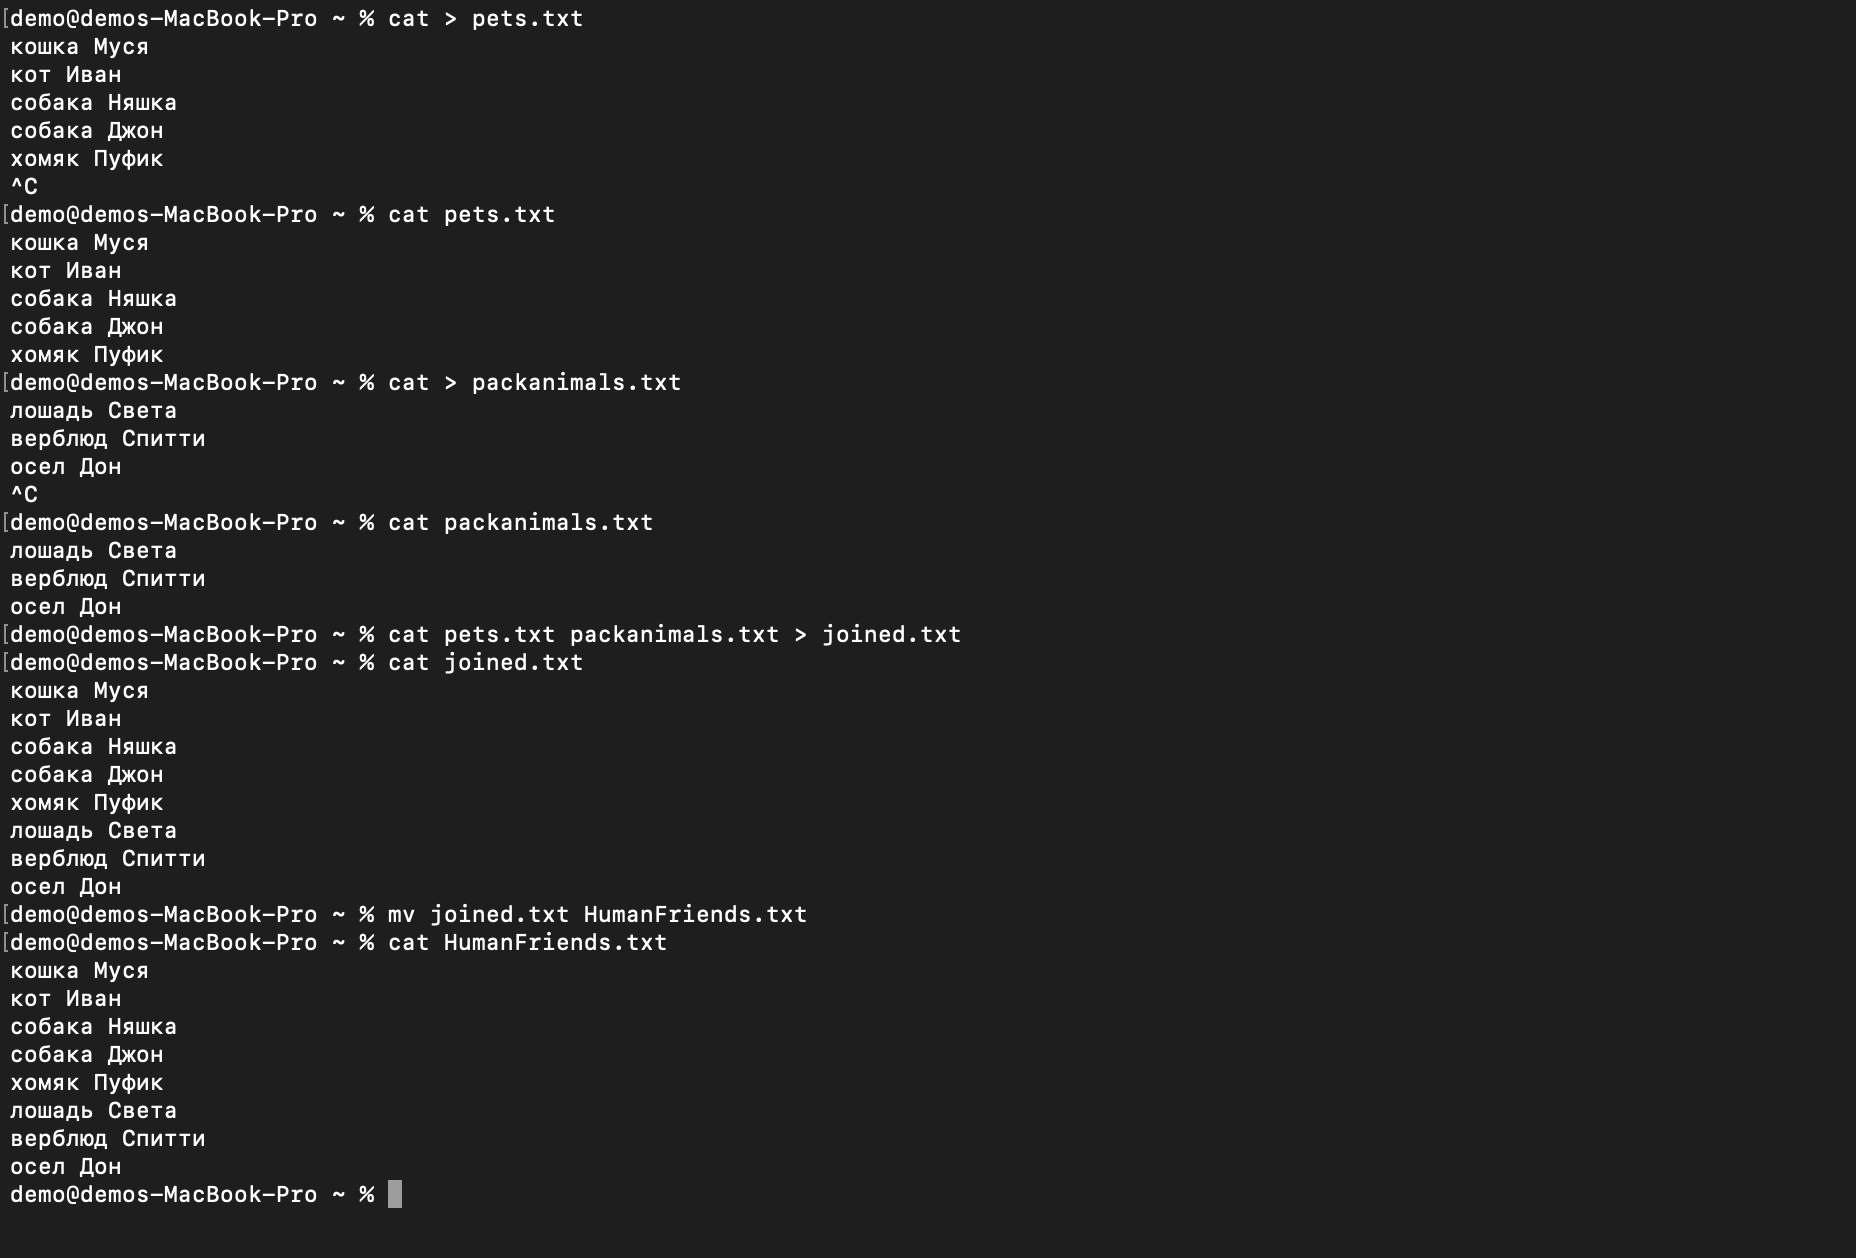 [demo@demos-MacBook-Pro ~ % cat > pets.txt
кошка Муся
кот Иван
собака Няшка
собака Джон
хомяк Пуфик
^C
[demo@demos-MacBook-Pro ~ % cat pets.txt
кошка Муся
кот Иван
собака Няшка
собака Джон
хомяк Пуфик
[demo@demos-MacBook-Pro ~ % cat > packanimals.txt
лошадь Света
верблюд Спитти
осел Дон
^C
[demo@demos-MacBook-Pro ~ % cat packanimals.txt
лошадь Света
верблюд Спитти
осел Дон
[demo@demos-MacBook-Pro ~ % cat pets.txt packanimals.txt > joined.txt
[demo@demos-MacBook-Pro ~ % cat joined.txt
кошка Муся
кот Иван
собака Няшка
собака Джон
хомяк Пуфик
лошадь Света
верблюд Спитти
осел Дон
[demo@demos-MacBook-Pro ~ % mv joined.txt HumanFriends.txt
[demo@demos-MacBook-Pro ~ % cat HumanFriends.txt
кошка Муся
кот Иван
собака Няшка
собака Джон
хомяк Пуфик
лошадь Света
верблюд Спитти
осел Дон
demo@demos-MacBook-Pro ~ %